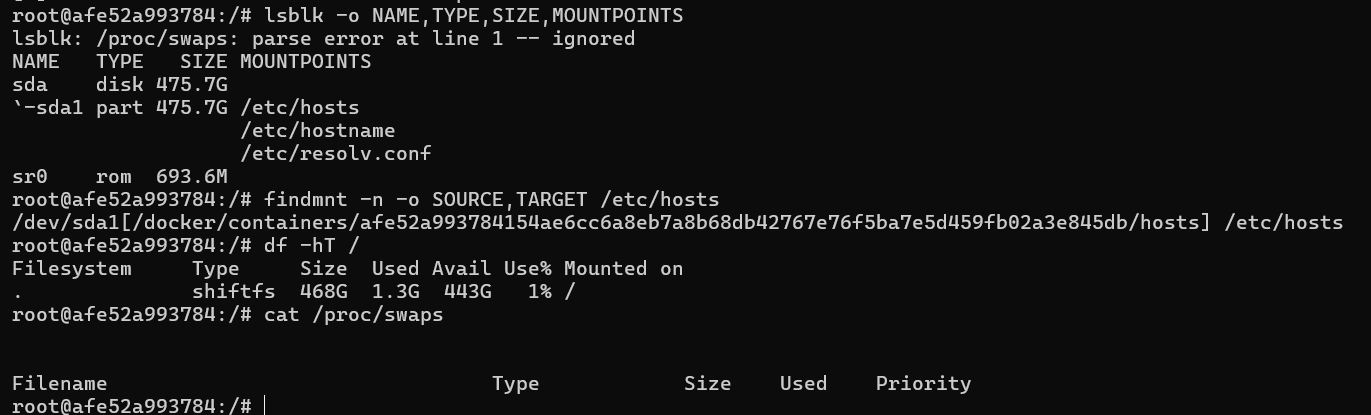 root@afe52a993784:/# lsblk -o NAME,TYPE,SIZE,MOUNTPOINTS
lsblk: /proc/swaps: parse error at line 1 -- ignored
NAME   TYPE   SIZE MOUNTPOINTS
sda    disk 475.7G
`-sda1 part 475.7G /etc/hosts
                   /etc/hostname
                   /etc/resolv.conf
sr0    rom  693.6M
root@afe52a993784:/# findmnt -n -o SOURCE,TARGET /etc/hosts
/dev/sda1[/docker/containers/afe52a993784154ae6cc6a8eb7a8b68db42767e76f5ba7e5d459fb02a3e845db/hosts] /etc/hosts
root@afe52a993784:/# df -hT /
Filesystem     Type     Size  Used Avail Use% Mounted on
.              shiftfs  468G  1.3G  443G   1% /
root@afe52a993784:/# cat /proc/swaps
Filename                                Type            Size    Used    Priority
root@afe52a993784:/#